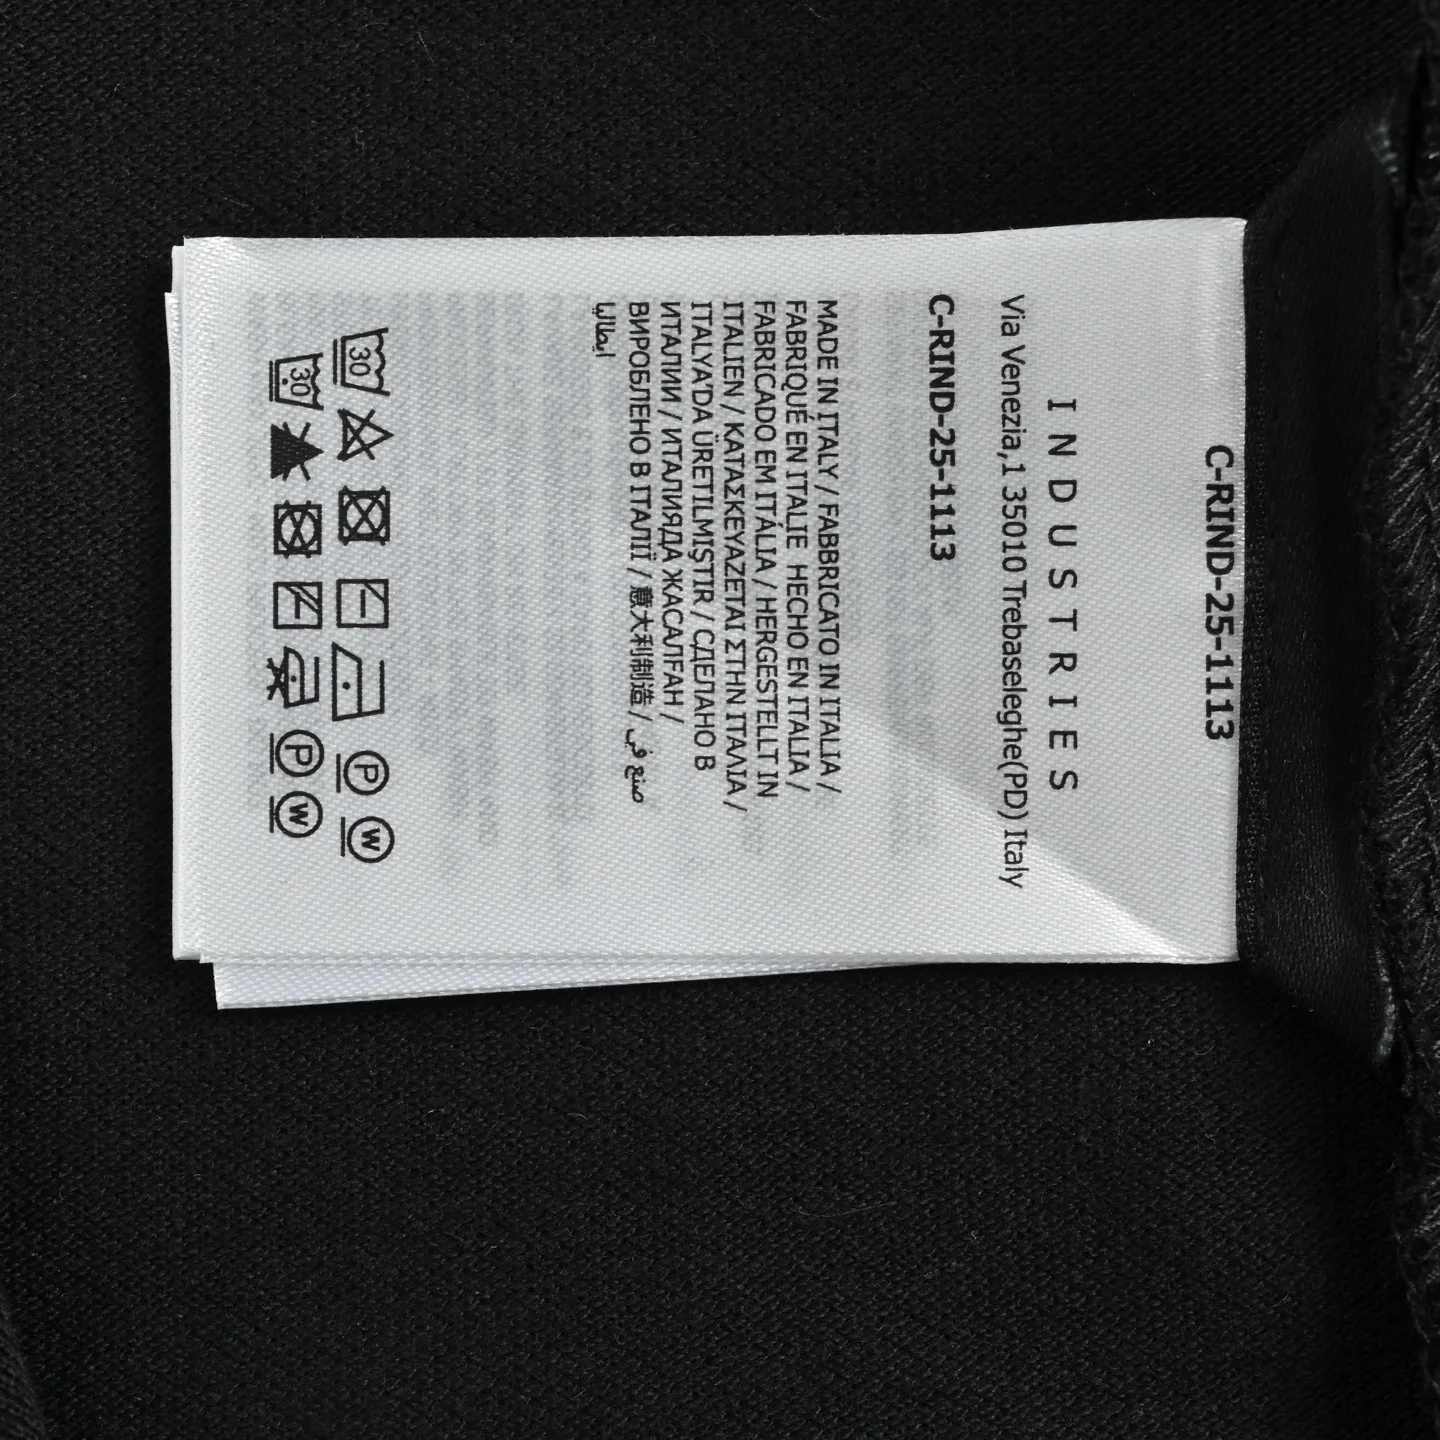 C-RIND-25-1113
INDUSTRIES
Via Venezia,1 35010 Trebaseleghe(PD) Italy
C-RIND-25-1113
MADE IN ITALY / FABBRICATO IN ITALIA /
FABRIQUÉ EN ITALIE HECHO EN ITALIA /
FABRICADO EM ITÁLIA / HERGESTELLT IN
ITALIEN / ΚΑΤΑΣΚΕΥΑΖΕΤΑΙ ΣΤΗΝ ΙΤΑΛΙΑ /
ITALYA'DA ÜRETILMIŞTIR / СДЕЛАНО В
ИТАЛИИ / ИТАЛИЯДА ЖАСАЛҒАН /
ВИРОБЛЕНО В ІТАЛІЇ / 意大利制造 / صنع في
إيطاليا
30 P W
30 P W